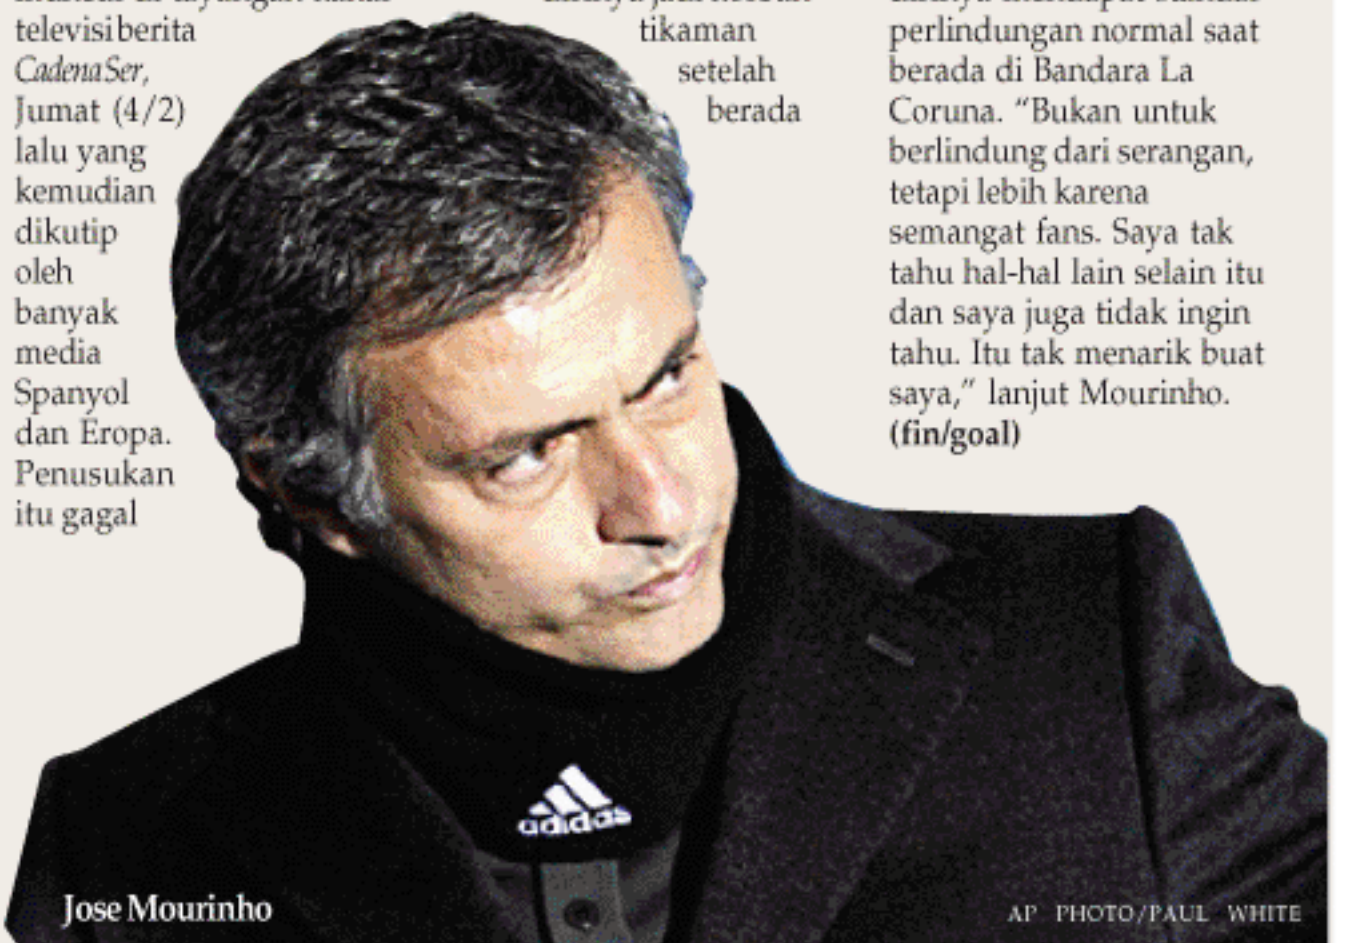 televisi berita
Cadena Ser,
Jumat (4/2)
lalu yang
kemudian
dikutip
oleh
banyak
media
Spanyol
dan Eropa.
Penusukan
itu gagal
tikaman
setelah
berada
perlindungan normal saat
berada di Bandara La
Coruna. “Bukan untuk
berlindung dari serangan,
tetapi lebih karena
semangat fans. Saya tak
tahu hal-hal lain selain itu
dan saya juga tidak ingin
tahu. Itu tak menarik buat
saya,” lanjut Mourinho.
(fin/goal)
adidas
Jose Mourinho
AP PHOTO/PAUL WHITE